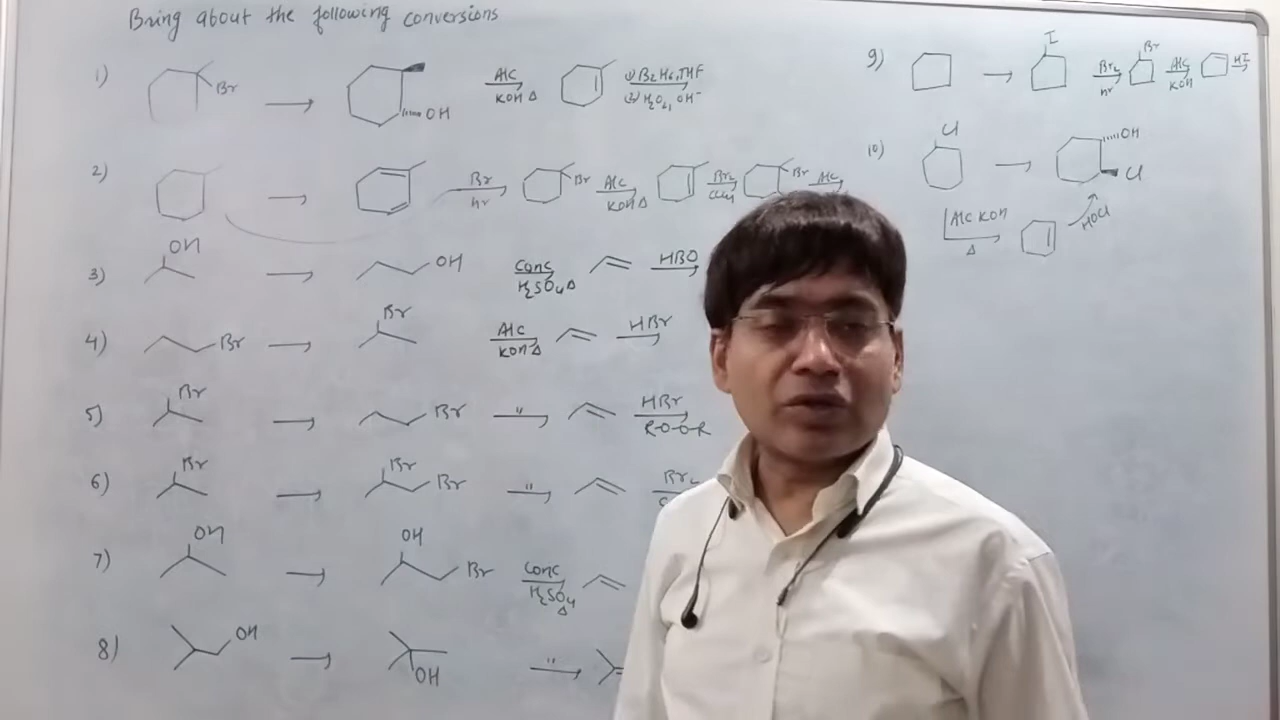 Bring about the following conversions
1) Br → OH Alc KOH Δ 1) B2H6, THF 2) H2O2, OH⁻
2) → Br hν Br Alc KOH Δ Br2 CCl4 Br Alc
3) OH → OH Conc H2SO4 Δ HBO
4) Br → Br Alc KOH Δ HBr
5) Br → Br " HBr R-O-O-R
6) Br → Br Br "
7) OH → OH Br Conc H2SO4 Δ
8) OH → OH "
9) → I Br2 hν Br Alc KOH HI
10) Cl → OH Cl
Alc KOH Δ HOCl